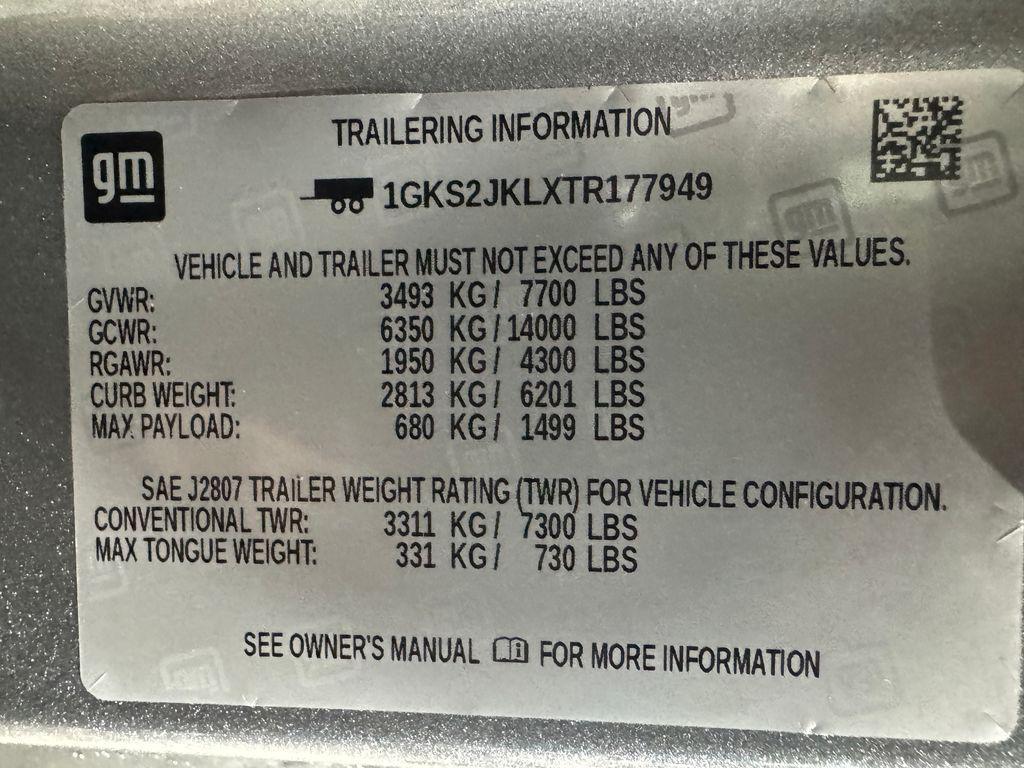 gm
TRAILERING INFORMATION
1GKS2JKLXTR177949
VEHICLE AND TRAILER MUST NOT EXCEED ANY OF THESE VALUES.
GVWR: 3493 KG / 7700 LBS
GCWR: 6350 KG / 14000 LBS
RGAWR: 1950 KG / 4300 LBS
CURB WEIGHT: 2813 KG / 6201 LBS
MAX PAYLOAD: 680 KG / 1499 LBS
SAE J2807 TRAILER WEIGHT RATING (TWR) FOR VEHICLE CONFIGURATION.
CONVENTIONAL TWR: 3311 KG / 7300 LBS
MAX TONGUE WEIGHT: 331 KG / 730 LBS
SEE OWNER'S MANUAL FOR MORE INFORMATION